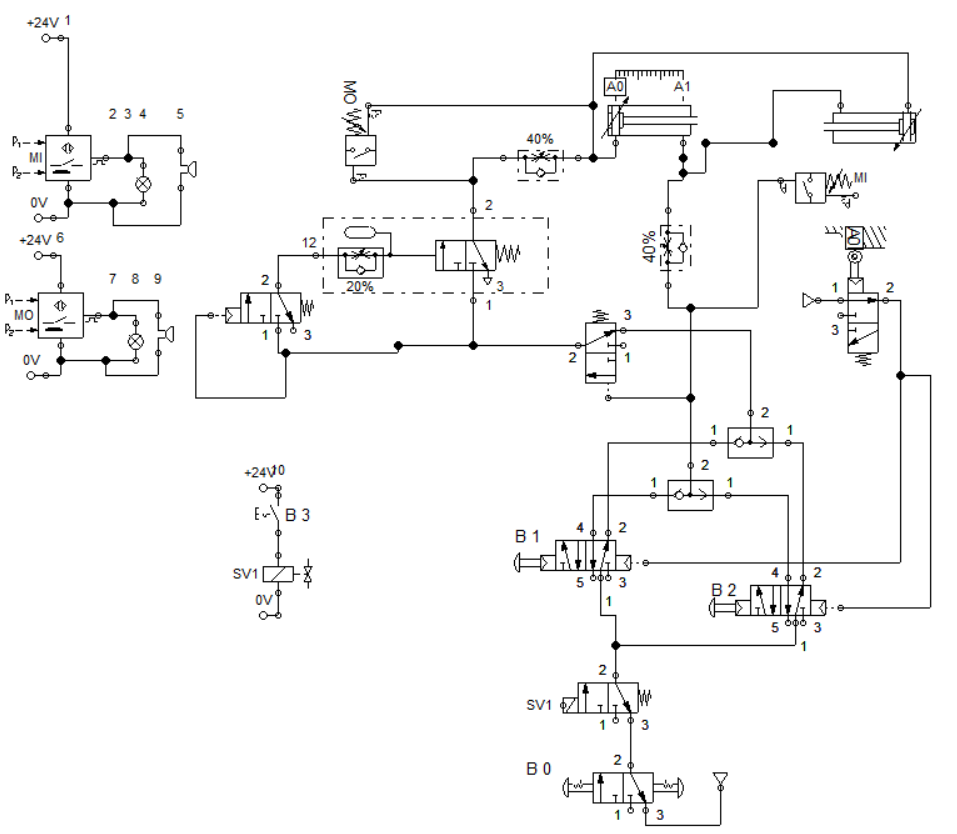 +24V 1
2 3 4 5
P1
MI
P2
0V
+24V 6
7 8 9
P1
MO
P2
0V
MO
40%
A0 A1
MI
2
12
20%
3
1
2
1 3
40%
3
2 1
A0
1 2
3
2
1 1
2
1 1
+24V 10
B 3
SV1
0V
4 2
B 1
5 3
1
4 2
B 2
5 3
1
2
SV1
1 3
2
B 0
1 3